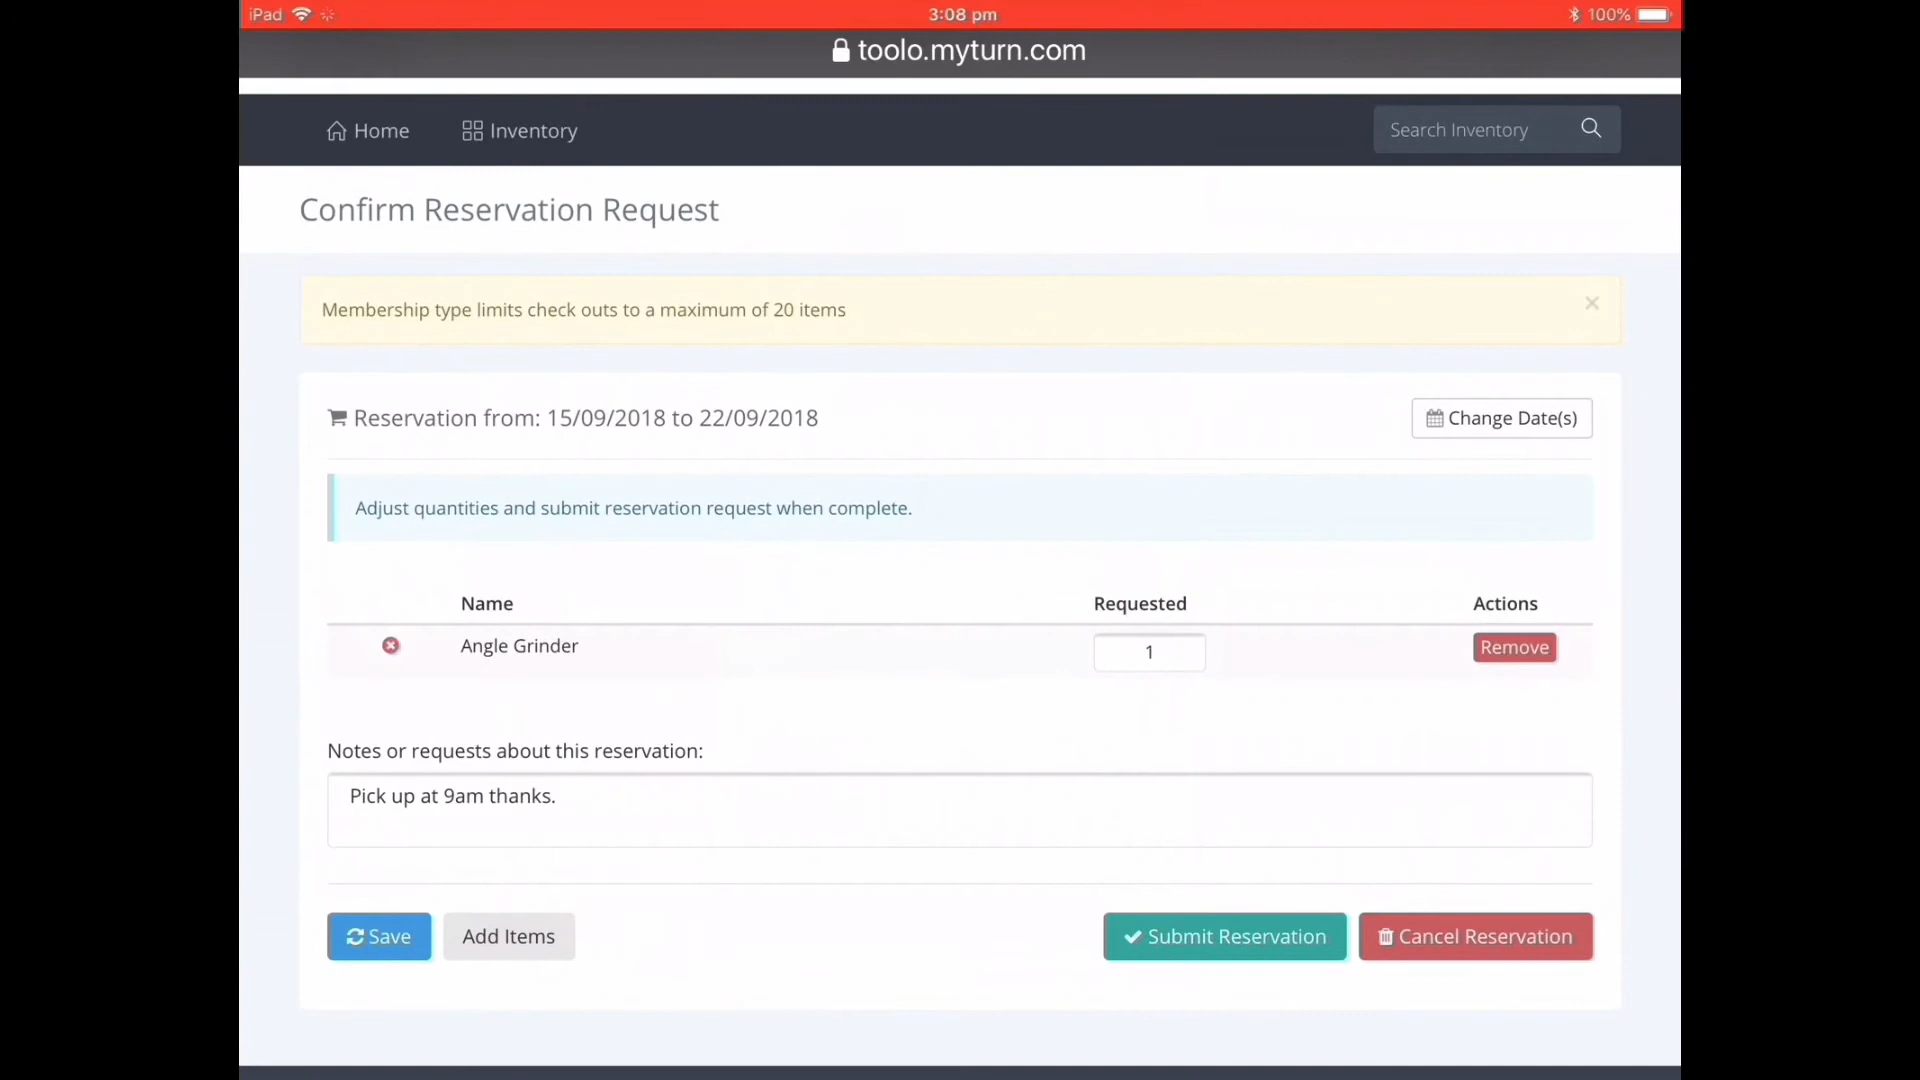 iPad 3:08 pm 100%
toolo.myturn.com
Home Inventory Search Inventory
Confirm Reservation Request
Membership type limits check outs to a maximum of 20 items
Reservation from: 15/09/2018 to 22/09/2018 Change Date(s)
Adjust quantities and submit reservation request when complete.
Name Requested Actions
Angle Grinder 1 Remove
Notes or requests about this reservation:
Pick up at 9am thanks.
Save Add Items Submit Reservation Cancel Reservation